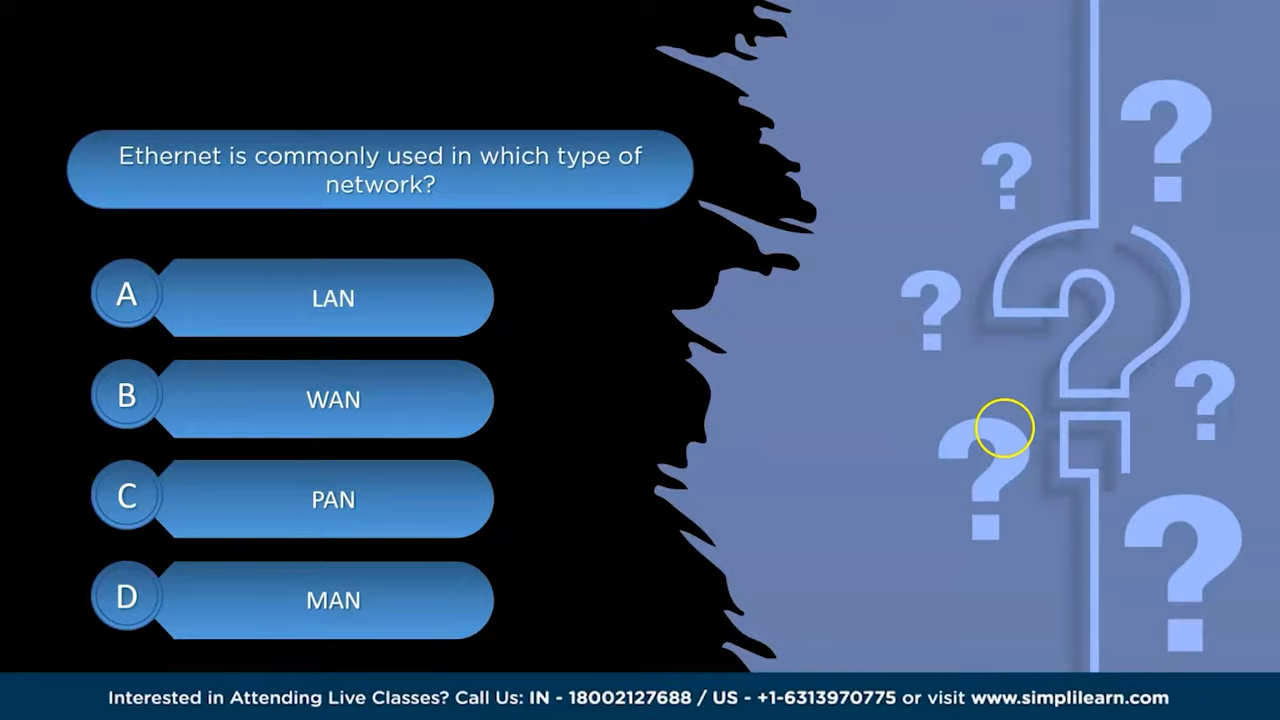 Ethernet is commonly used in which type of
network?
A
LAN
B
WAN
C
PAN
D
MAN
Interested in Attending Live Classes? Call Us: IN - 18002127688 / US - +1-6313970775 or visit www.simplilearn.com